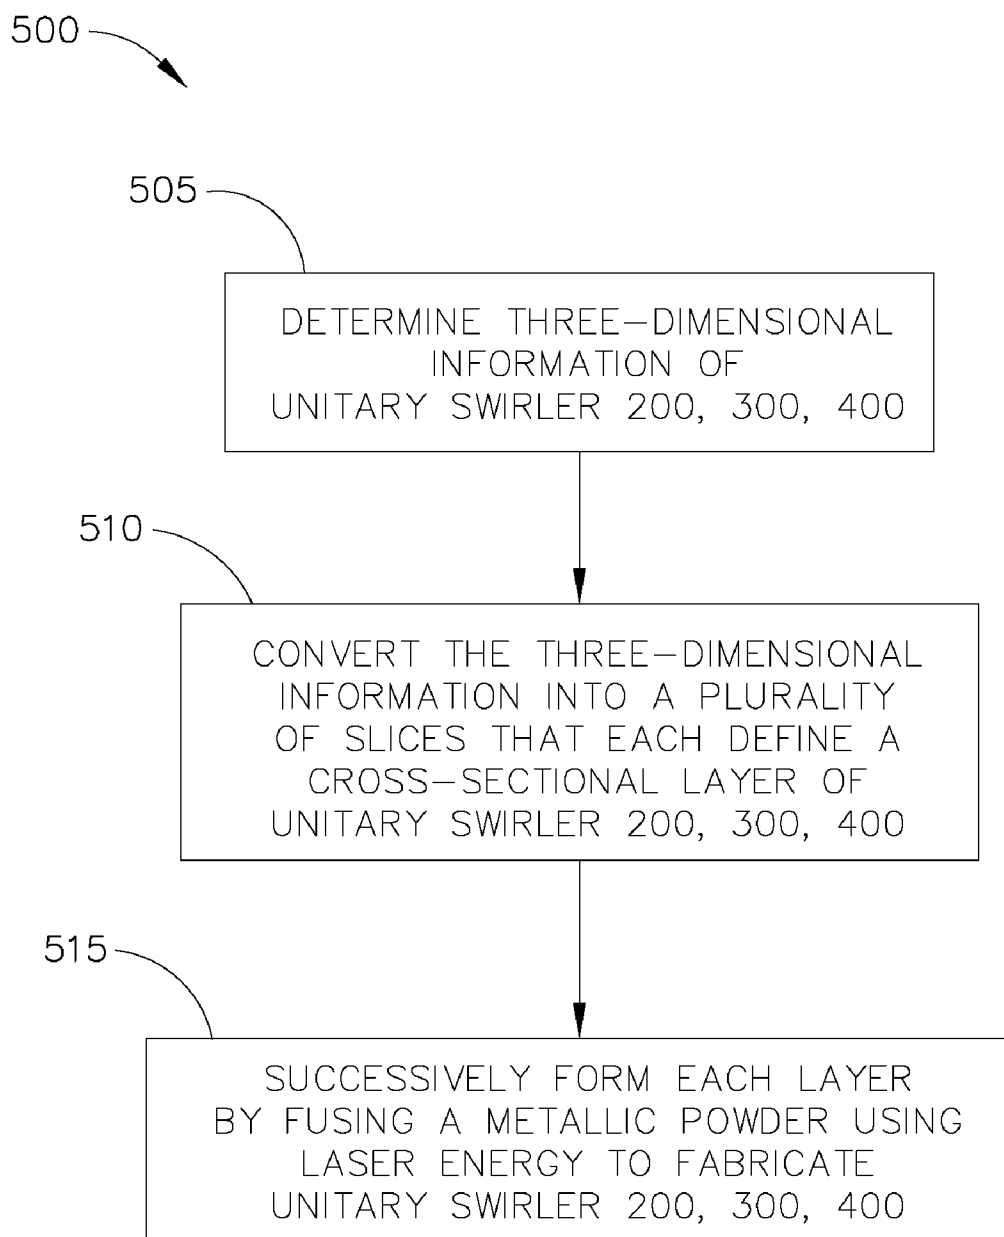 500
505
DETERMINE THREE-DIMENSIONAL
INFORMATION OF
UNITARY SWIRLER 200, 300, 400
510
CONVERT THE THREE-DIMENSIONAL
INFORMATION INTO A PLURALITY
OF SLICES THAT EACH DEFINE A
CROSS-SECTIONAL LAYER OF
UNITARY SWIRLER 200, 300, 400
515
SUCCESSIVELY FORM EACH LAYER
BY FUSING A METALLIC POWDER USING
LASER ENERGY TO FABRICATE
UNITARY SWIRLER 200, 300, 400